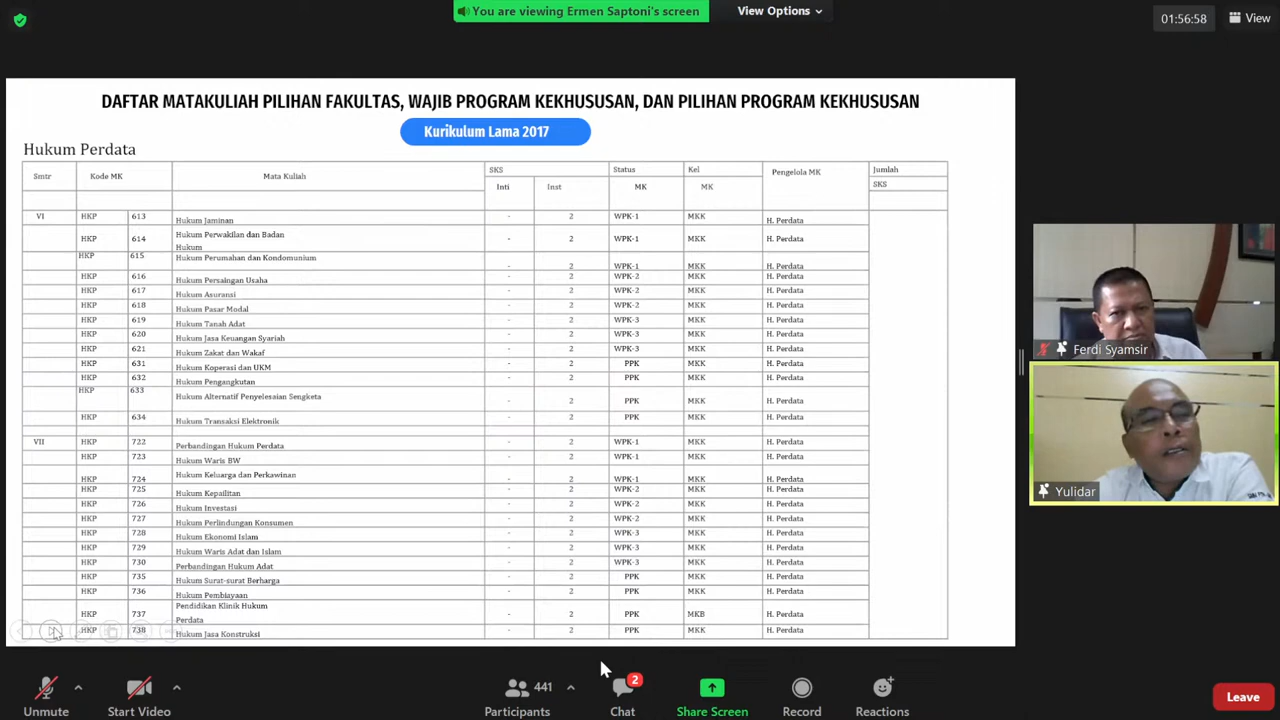 You are viewing Ermen Saptoni's screen
View Options
01:56:58
View
DAFTAR MATAKULIAH PILIHAN FAKULTAS, WAJIB PROGRAM KEKHUSUSAN, DAN PILIHAN PROGRAM KEKHUSUSAN
Kurikulum Lama 2017
Hukum Perdata
Smtr Kode MK Mata Kuliah SKS Status Kel Pengelola MK Jumlah
Inti Inst MK MK SKS
VI HKP 613 Hukum Jaminan - 2 WPK-1 MKK H. Perdata
HKP 614 Hukum Perwakilan dan Badan - 2 WPK-1 MKK H. Perdata
Hukum
HKP 615 Hukum Perumahan dan Kondomunium - 2 WPK-1 MKK H. Perdata
HKP 616 Hukum Persaingan Usaha - 2 WPK-2 MKK H. Perdata
HKP 617 Hukum Asuransi - 2 WPK-2 MKK H. Perdata
HKP 618 Hukum Pasar Modal - 2 WPK-2 MKK H. Perdata
HKP 619 Hukum Tanah Adat - 2 WPK-3 MKK H. Perdata
HKP 620 Hukum Jasa Keuangan Syariah - 2 WPK-3 MKK H. Perdata
HKP 621 Hukum Zakat dan Wakaf - 2 WPK-3 MKK H. Perdata
HKP 631 Hukum Koperasi dan UKM - 2 PPK MKK H. Perdata
HKP 632 Hukum Pengangkutan - 2 PPK MKK H. Perdata
HKP 633 Hukum Alternatif Penyelesaian Sengketa - 2 PPK MKK H. Perdata
HKP 634 Hukum Transaksi Elektronik - 2 PPK MKK H. Perdata
VII HKP 722 Perbandingan Hukum Perdata - 2 WPK-1 MKK H. Perdata
HKP 723 Hukum Waris BW - 2 WPK-1 MKK H. Perdata
HKP 724 Hukum Keluarga dan Perkawinan - 2 WPK-1 MKK H. Perdata
HKP 725 Hukum Kepailitan - 2 WPK-2 MKK H. Perdata
HKP 726 Hukum Investasi - 2 WPK-2 MKK H. Perdata
HKP 727 Hukum Perlindungan Konsumen - 2 WPK-2 MKK H. Perdata
HKP 728 Hukum Ekonomi Islam - 2 WPK-3 MKK H. Perdata
HKP 729 Hukum Waris Adat dan Islam - 2 WPK-3 MKK H. Perdata
HKP 730 Perbandingan Hukum Adat - 2 WPK-3 MKK H. Perdata
HKP 735 Hukum Surat-surat Berharga - 2 PPK MKK H. Perdata
HKP 736 Hukum Pembiayaan - 2 PPK MKK H. Perdata
HKP 737 Pendidikan Klinik Hukum - 2 PPK MKB H. Perdata
Perdata
HKP 738 Hukum Jasa Konstruksi - 2 PPK MKK H. Perdata
Ferdi Syamsir
Yulidar
Unmute
Start Video
441
Participants
2
Chat
Share Screen
Record
Reactions
Leave